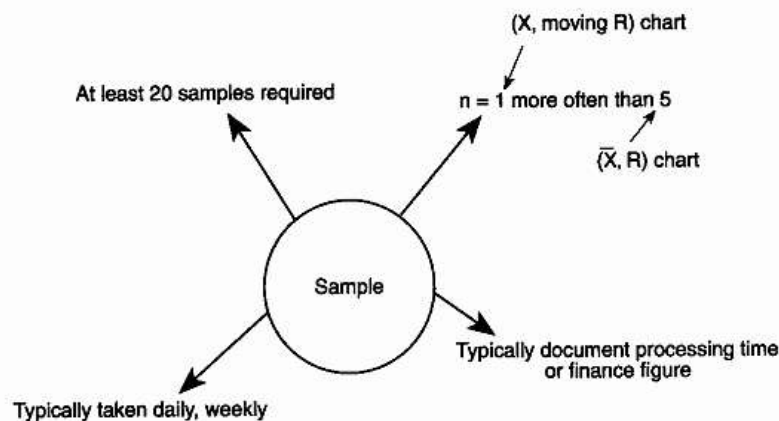 (X, moving R) chart
At least 20 samples required
n = 1 more often than 5
(X̄, R) chart
Sample
Typically document processing time
or finance figure
Typically taken daily, weekly